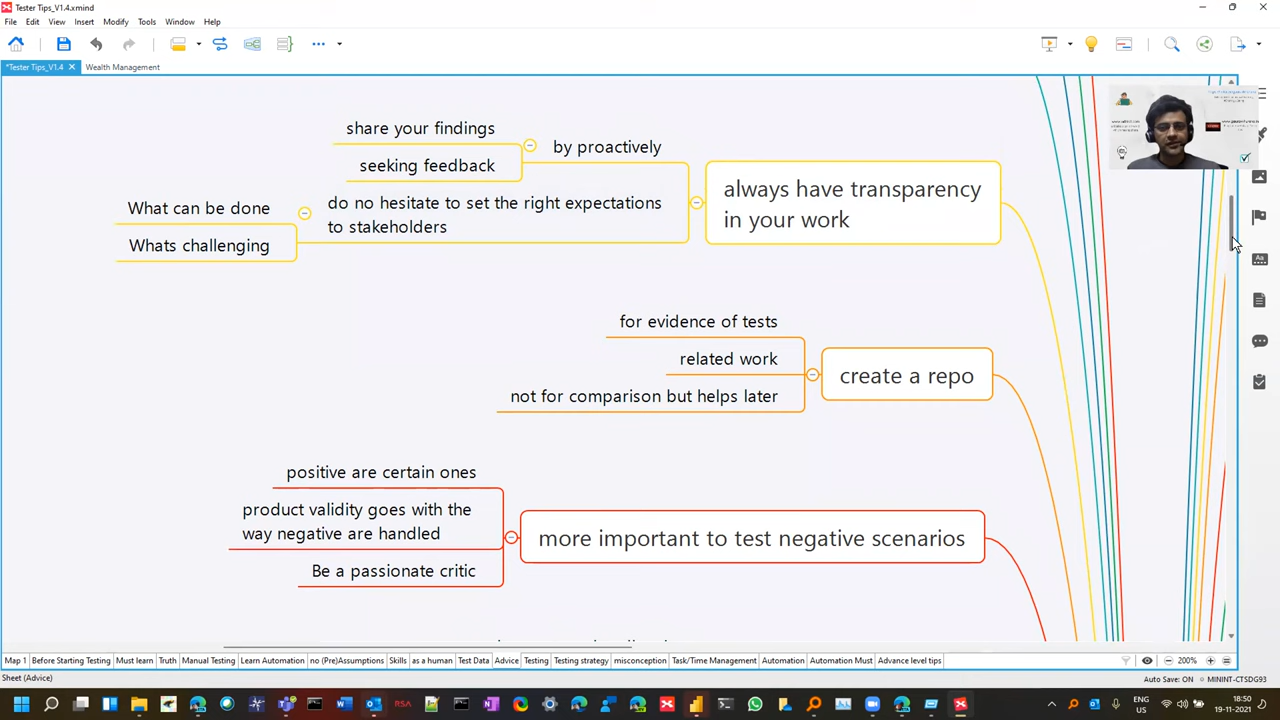 Tester Tips_V1.4.xmind
File Edit View Insert Modify Tools Window Help
*Tester Tips_V1.4 Wealth Management
share your findings
seeking feedback
by proactively
What can be done
Whats challenging
do no hesitate to set the right expectations
to stakeholders
always have transparency
in your work
for evidence of tests
related work
not for comparison but helps later
create a repo
positive are certain ones
product validity goes with the
way negative are handled
Be a passionate critic
more important to test negative scenarios
Map 1 Before Starting Testing Must learn Truth Manual Testing Learn Automation no (Pre)Assumptions Skills as a human Test Data Advice Testing Testing strategy misconception Task/Time Management Automation Automation Must Advance level tips
200%
Sheet (Advice)
Auto Save: ON MININT-CTSDG93
RSA
ENG
US
18:50
19-11-2021